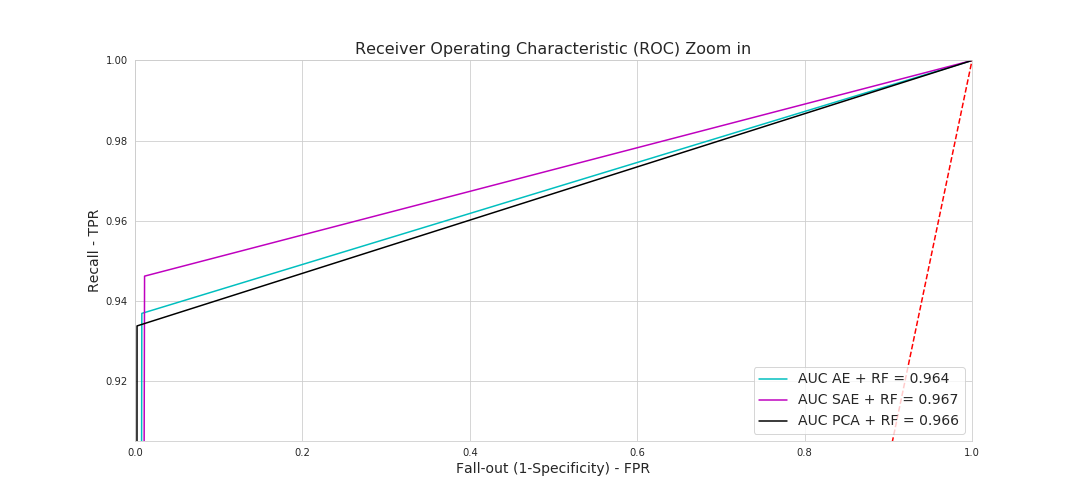 Receiver Operating Characteristic (ROC) Zoom in
1.00
0.98
0.96
0.94
0.92
Recall - TPR
AUC AE + RF = 0.964
AUC SAE + RF = 0.967
AUC PCA + RF = 0.966
0.0 0.2 0.4 0.6 0.8 1.0
Fall-out (1-Specificity) - FPR